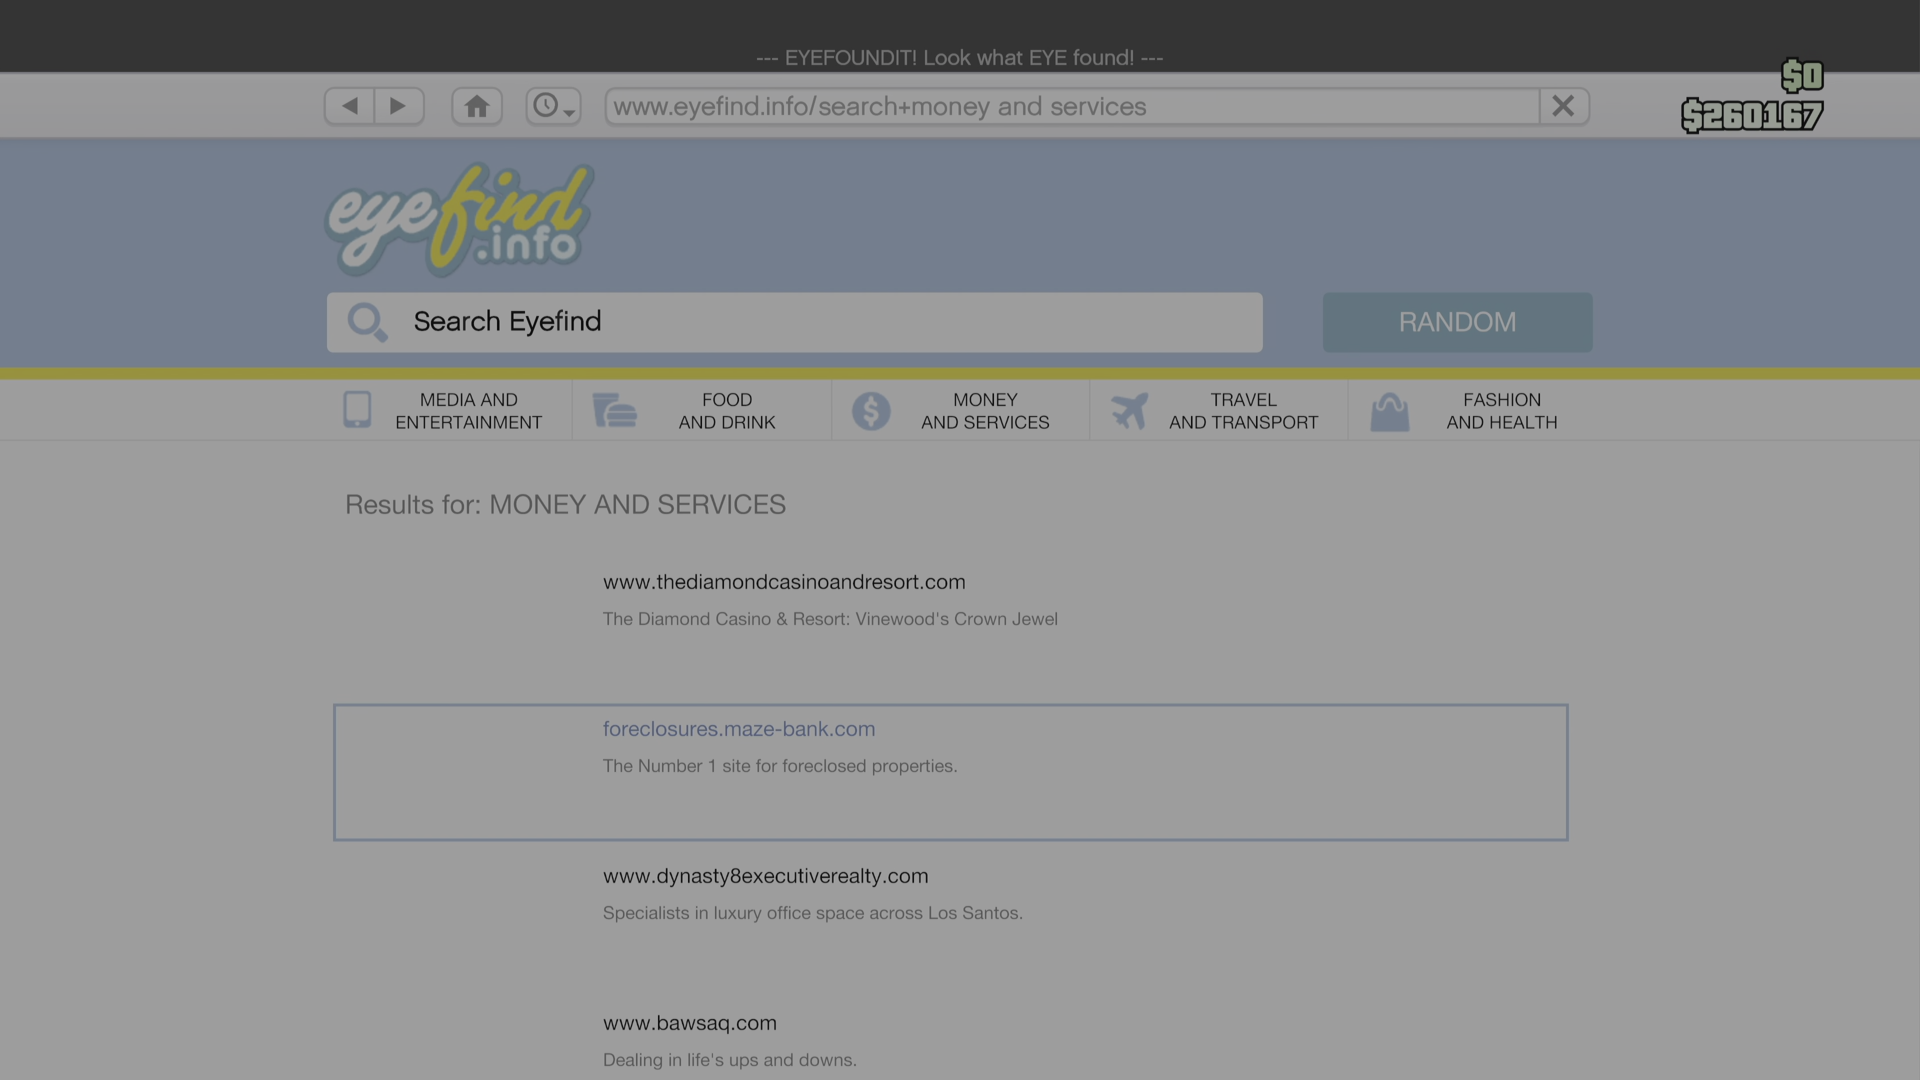 --- EYEFOUNDIT! Look what EYE found! ---
$0
www.eyefind.info/search+money and services
$260167
eyefind
.info
Search Eyefind
RANDOM
MEDIA AND
ENTERTAINMENT
FOOD
AND DRINK
MONEY
AND SERVICES
TRAVEL
AND TRANSPORT
FASHION
AND HEALTH
Results for: MONEY AND SERVICES
www.thediamondcasinoandresort.com
The Diamond Casino & Resort: Vinewood's Crown Jewel
foreclosures.maze-bank.com
The Number 1 site for foreclosed properties.
www.dynasty8executiverealty.com
Specialists in luxury office space across Los Santos.
www.bawsaq.com
Dealing in life's ups and downs.